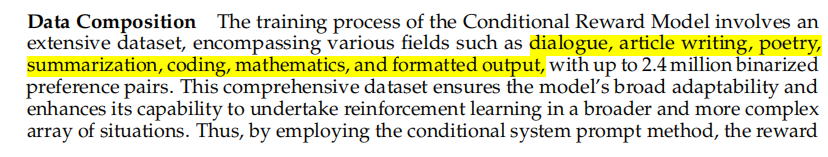 Data Composition The training process of the Conditional Reward Model involves an
extensive dataset, encompassing various fields such as dialogue, article writing, poetry,
summarization, coding, mathematics, and formatted output, with up to 2.4 million binarized
preference pairs. This comprehensive dataset ensures the model's broad adaptability and
enhances its capability to undertake reinforcement learning in a broader and more complex
array of situations. Thus, by employing the conditional system prompt method, the reward